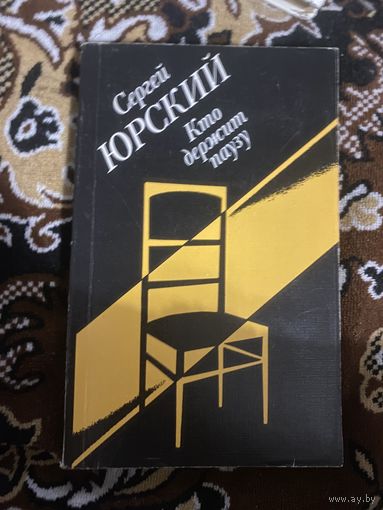 Сергей
ЮРСКИЙ
Кто
держит
паузу
www.ay.by